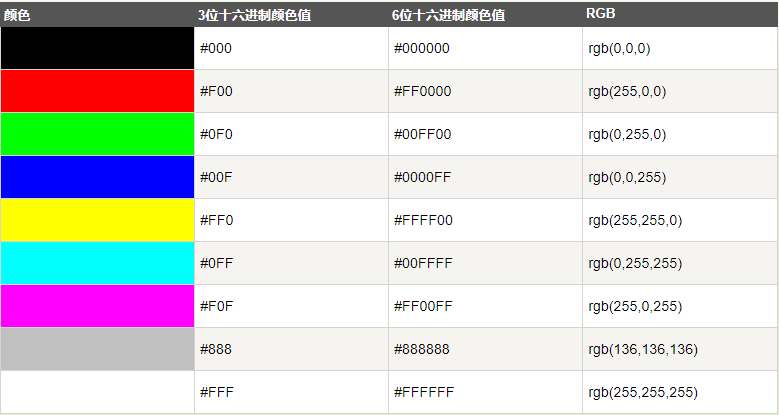 颜色 3位十六进制颜色值 6位十六进制颜色值 RGB
#000 #000000 rgb(0,0,0)
#F00 #FF0000 rgb(255,0,0)
#0F0 #00FF00 rgb(0,255,0)
#00F #0000FF rgb(0,0,255)
#FF0 #FFFF00 rgb(255,255,0)
#0FF #00FFFF rgb(0,255,255)
#F0F #FF00FF rgb(255,0,255)
#888 #888888 rgb(136,136,136)
#FFF #FFFFFF rgb(255,255,255)